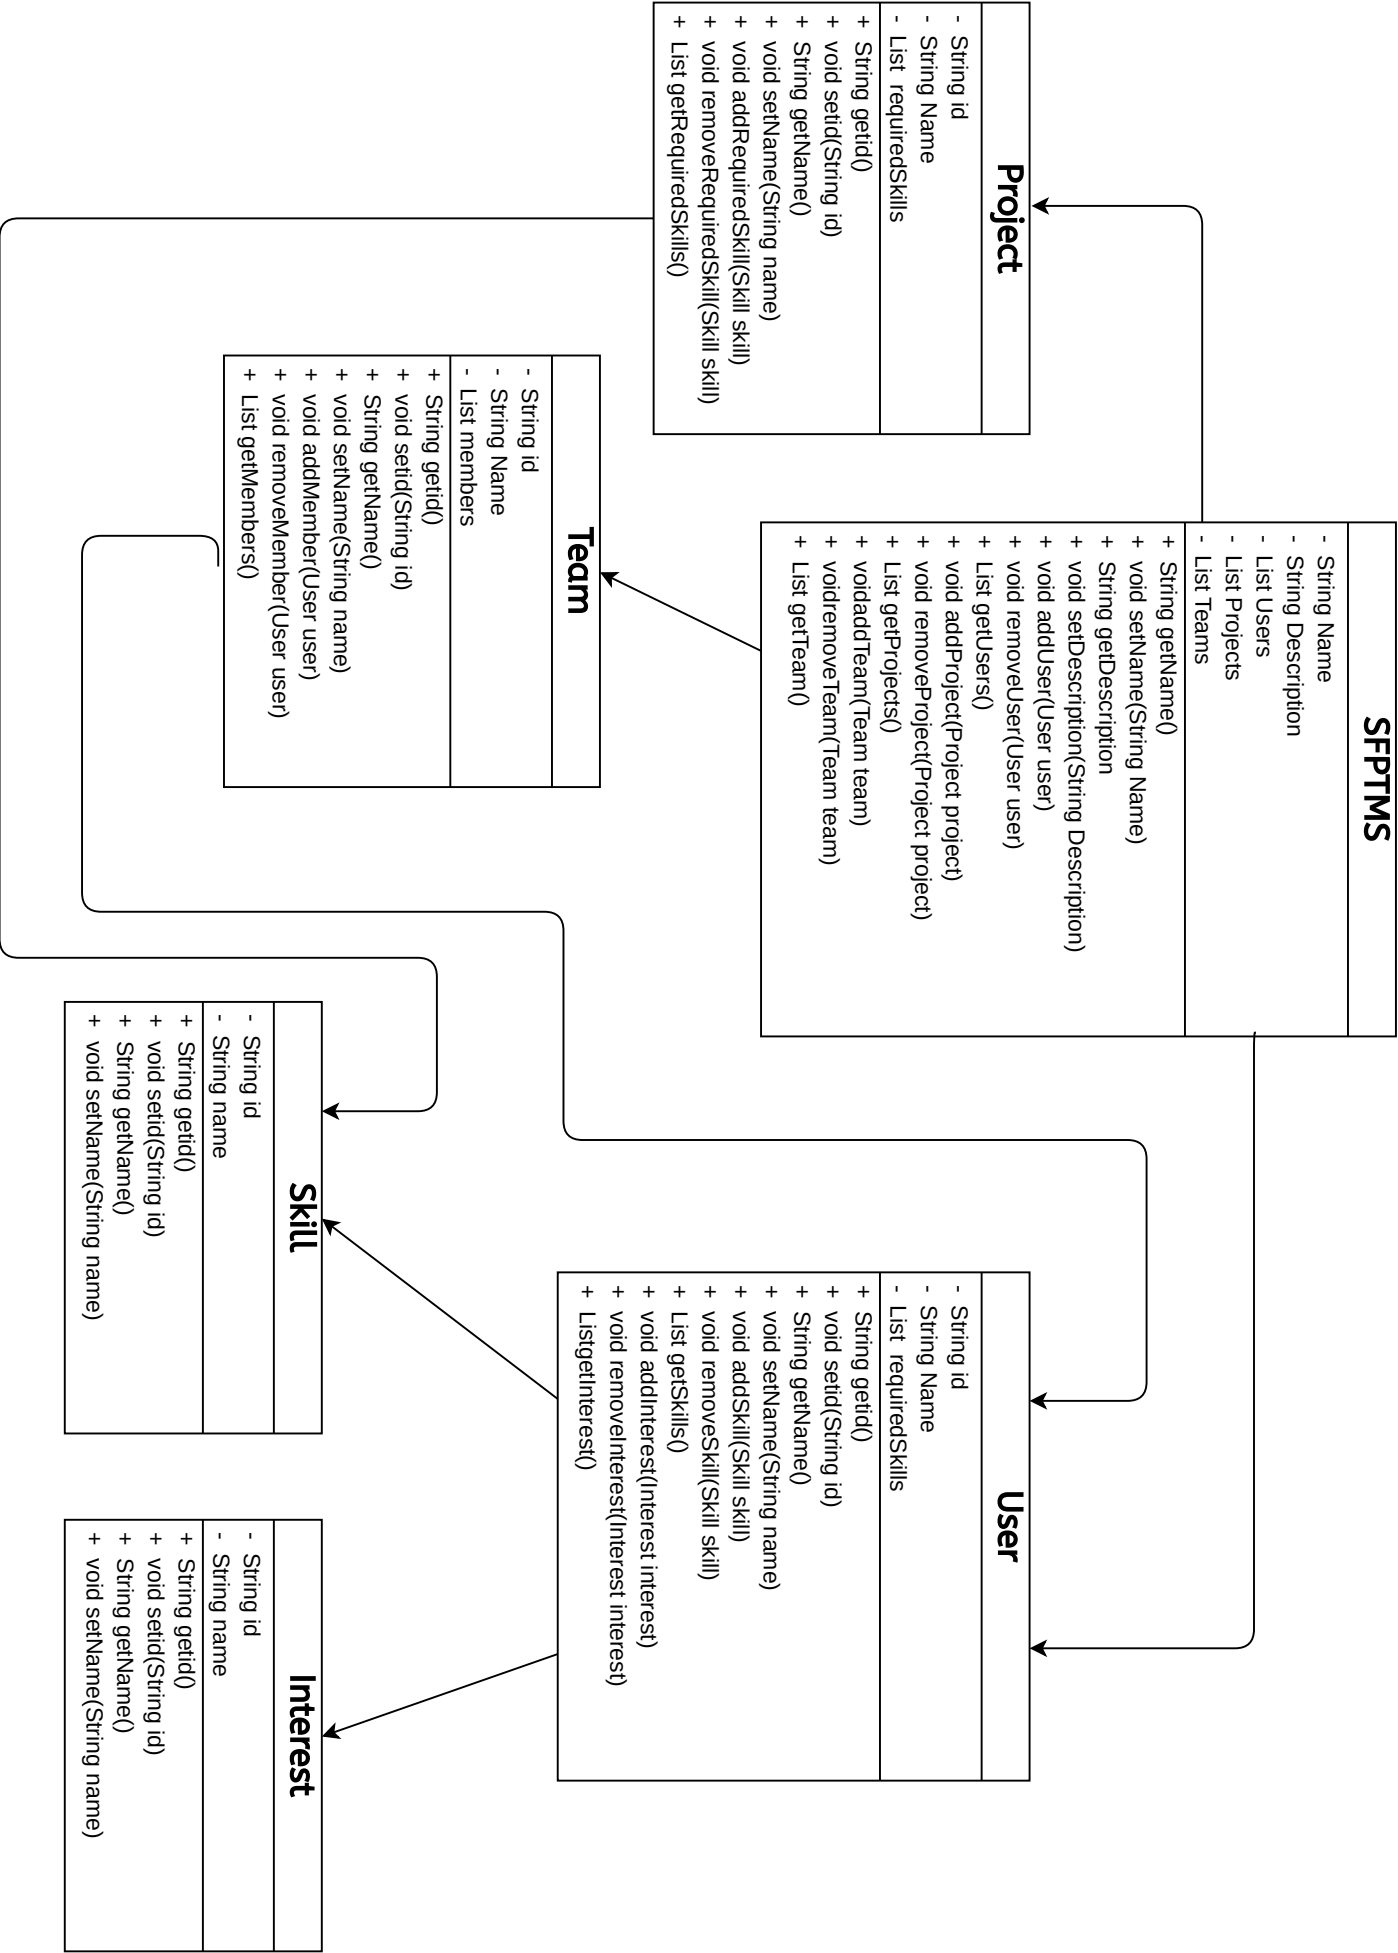 SFPTMS
- String Name
- String Description
- List Users
- List Projects
- List Teams
+ String getName()
+ void setName(String Name)
+ String getDescription
+ void setDescription(String Description)
+ void addUser(User user)
+ void removeUser(User user)
+ List getUsers()
+ void addProject(Project project)
+ void removeProject(Project project)
+ List getProjects()
+ voidaddTeam(Team team)
+ voidremoveTeam(Team team)
+ List getTeam()
Project
- String id
- String Name
- List requiredSkills
+ String getid()
+ void setid(String id)
+ String getName()
+ void setName(String name)
+ void addRequiredSkill(Skill skill)
+ void removeRequiredSkill(Skill skill)
+ List getRequiredSkills()
User
- String id
- String Name
- List requiredSkills
+ String getid()
+ void setid(String id)
+ String getName()
+ void setName(String name)
+ void addSkill(Skill skill)
+ void removeSkill(Skill skill)
+ List getSkills()
+ void addInterest(Interest interest)
+ void removeInterest(Interest interest)
+ ListgetInterest()
Team
- String id
- String Name
- List members
+ String getid()
+ void setid(String id)
+ String getName()
+ void setName(String name)
+ void addMember(User user)
+ void removeMember(User user)
+ List getMembers()
Skill
- String id
- String name
+ String getid()
+ void setid(String id)
+ String getName()
+ void setName(String name)
Interest
- String id
- String name
+ String getid()
+ void setid(String id)
+ String getName()
+ void setName(String name)